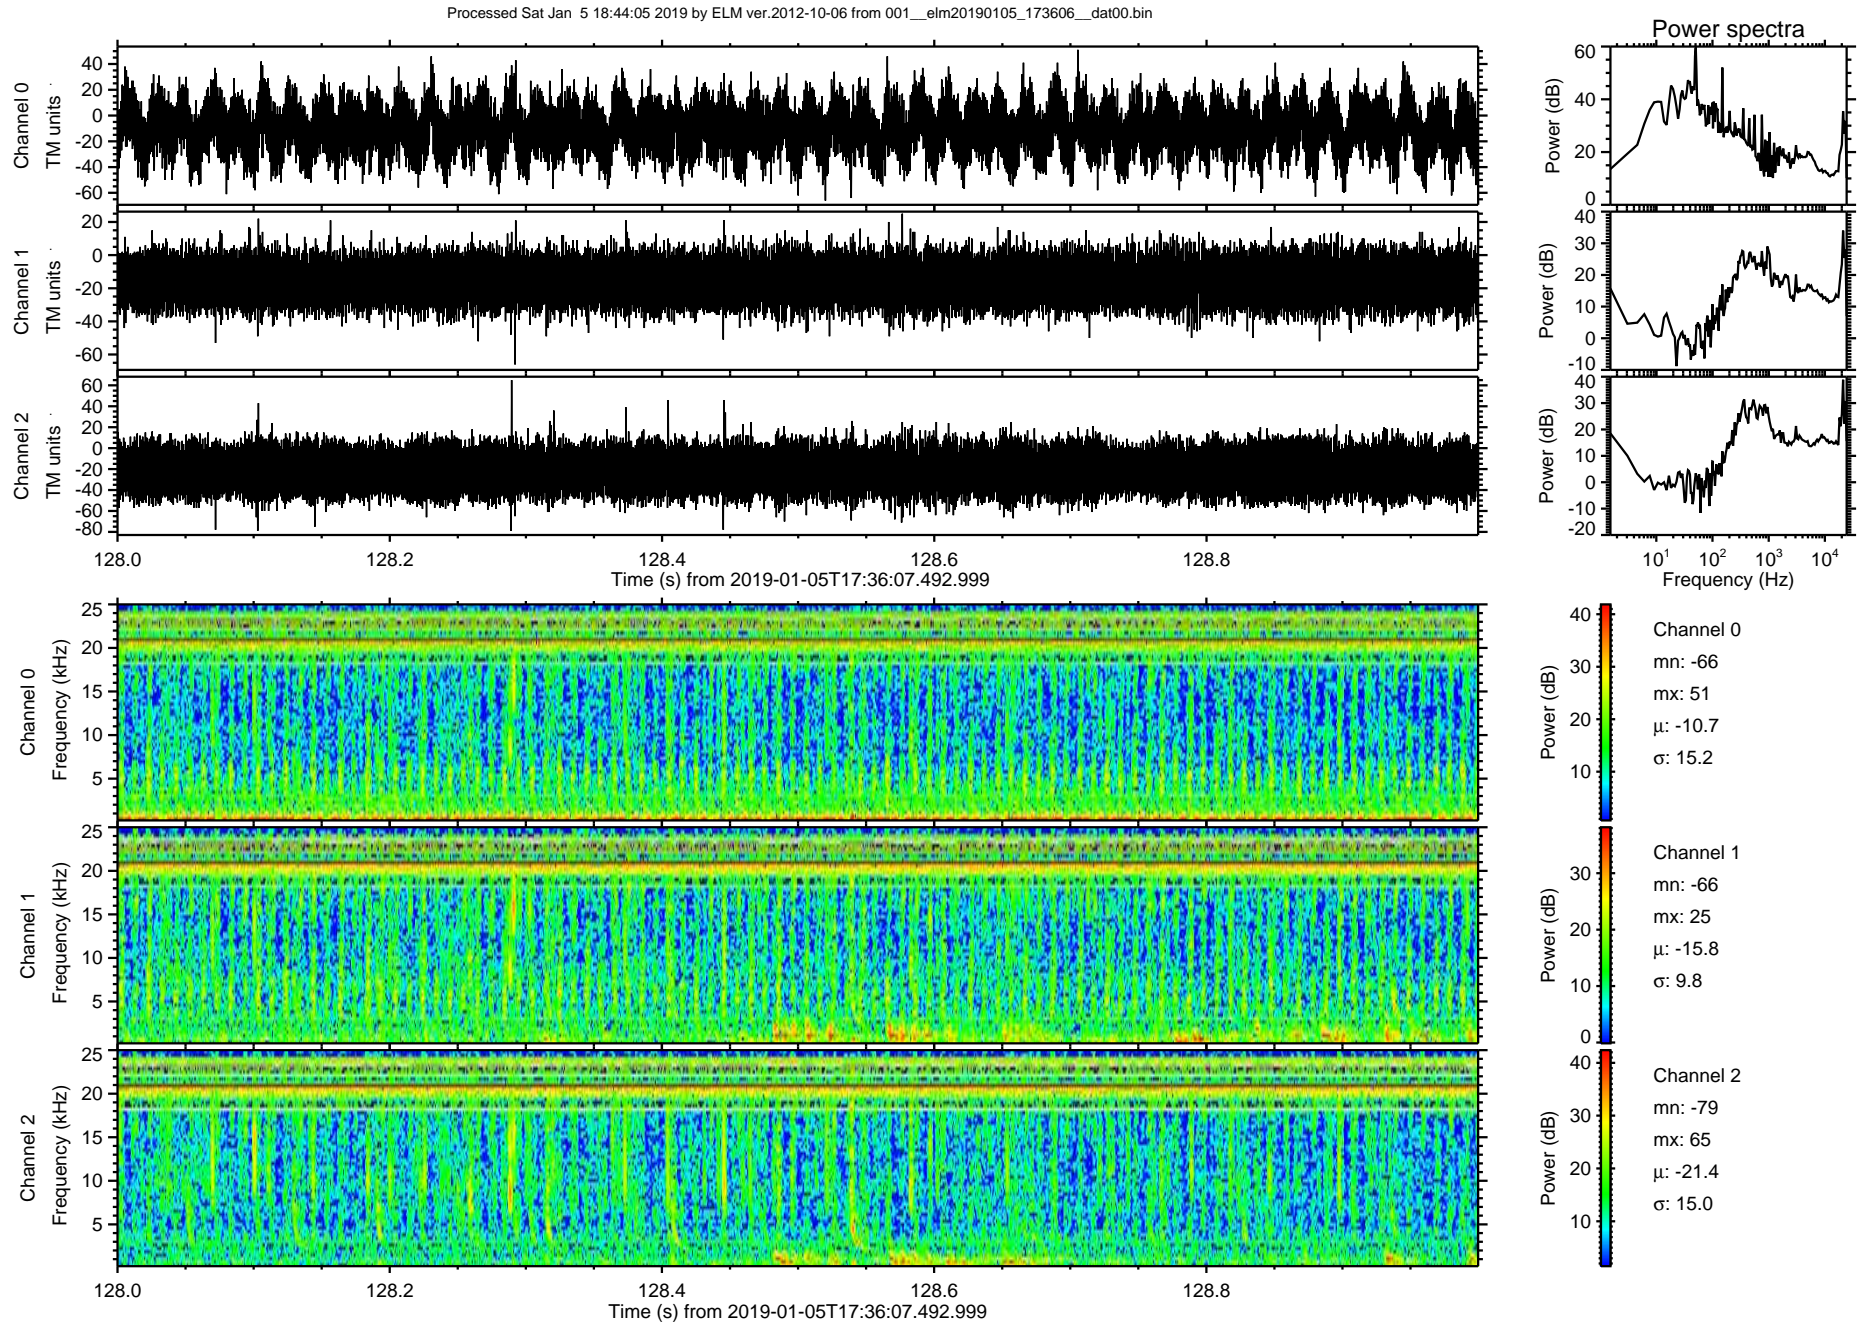 Processed Sat Jan 5 18:44:05 2019 by ELM ver.2012-10-06 from 001__elm20190105_173606__dat00.bin
Power spectra
Channel 0
TM units
40
20
0
-20
-40
-60
Power (dB)
60
40
20
0
Channel 1
TM units
20
0
-20
-40
-60
Power (dB)
40
30
20
10
0
-10
Channel 2
TM units
60
40
20
0
-20
-40
-60
-80
Power (dB)
40
30
20
10
0
-10
-20
128.0 128.2 128.4 128.6 128.8
Time (s) from 2019-01-05T17:36:07.492.999
10¹ 10² 10³ 10⁴
Frequency (Hz)
Channel 0
Frequency (kHz)
25
20
15
10
5
Power (dB)
40
30
20
10
Channel 0
mn: -66
mx: 51
μ: -10.7
σ: 15.2
Channel 1
Frequency (kHz)
25
20
15
10
5
Power (dB)
30
20
10
0
Channel 1
mn: -66
mx: 25
μ: -15.8
σ: 9.8
Channel 2
Frequency (kHz)
25
20
15
10
5
Power (dB)
40
30
20
10
Channel 2
mn: -79
mx: 65
μ: -21.4
σ: 15.0
128.0 128.2 128.4 128.6 128.8
Time (s) from 2019-01-05T17:36:07.492.999